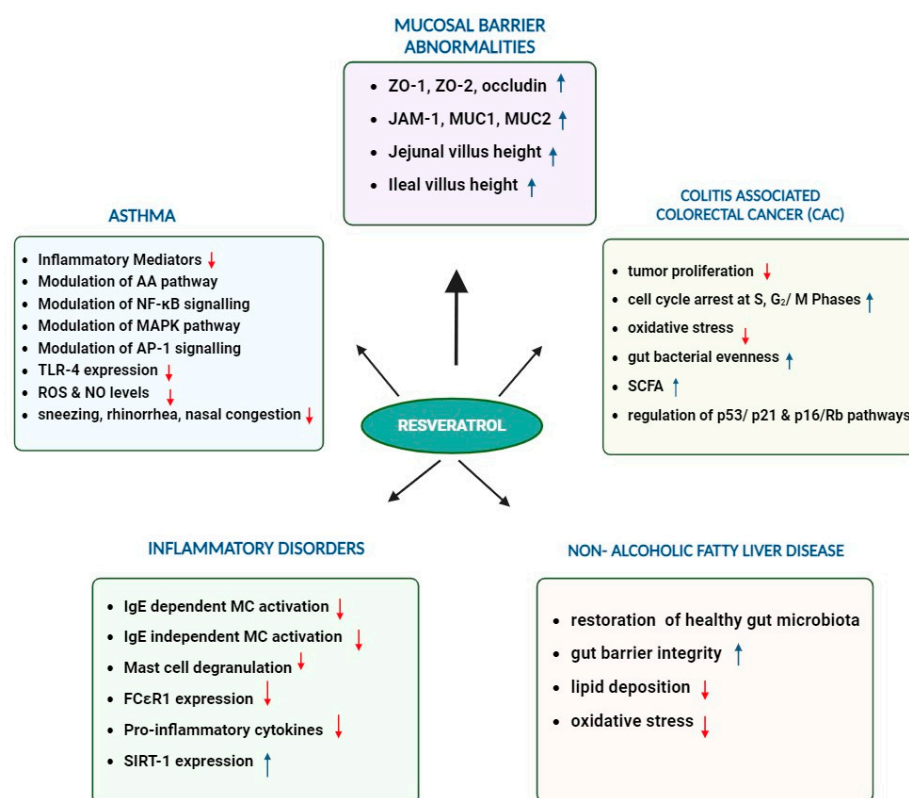 MUCOSAL BARRIER
ABNORMALITIES
• ZO-1, ZO-2, occludin ↑
• JAM-1, MUC1, MUC2 ↑
• Jejunal villus height ↑
• Ileal villus height ↑
ASTHMA
• Inflammatory Mediators ↓
• Modulation of AA pathway
• Modulation of NF-κB signalling
• Modulation of MAPK pathway
• Modulation of AP-1 signalling
• TLR-4 expression ↓
• ROS & NO levels ↓
• sneezing, rhinorrhea, nasal congestion ↓
COLITIS ASSOCIATED
COLORECTAL CANCER (CAC)
• tumor proliferation ↓
• cell cycle arrest at S, G₂/ M Phases ↑
• oxidative stress ↓
• gut bacterial evenness ↑
• SCFA ↑
• regulation of p53/ p21 & p16/Rb pathways
RESVERATROL
INFLAMMATORY DISORDERS
• IgE dependent MC activation ↓
• IgE independent MC activation ↓
• Mast cell degranulation ↓
• FCεR1 expression ↓
• Pro-inflammatory cytokines ↓
• SIRT-1 expression ↑
NON- ALCOHOLIC FATTY LIVER DISEASE
• restoration of healthy gut microbiota
• gut barrier integrity ↑
• lipid deposition ↓
• oxidative stress ↓